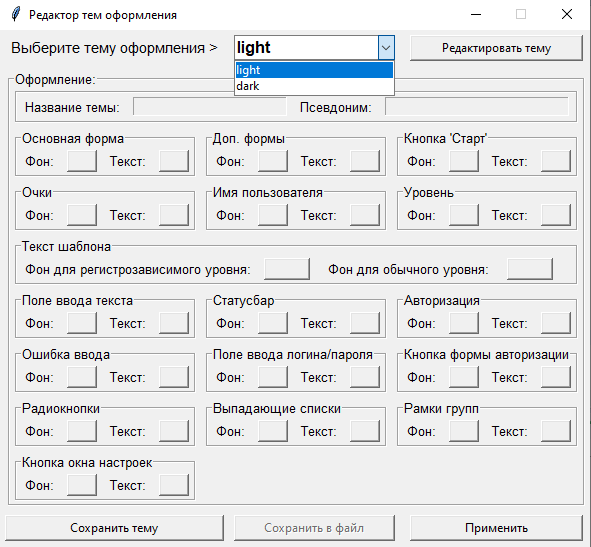 Редактор тем оформления
Выберите тему оформления > light Редактировать тему
light
dark
Оформление:
Название темы: Псевдоним:
Основная форма Доп. формы Кнопка 'Старт'
Фон: Текст: Фон: Текст: Фон: Текст:
Очки Имя пользователя Уровень
Фон: Текст: Фон: Текст: Фон: Текст:
Текст шаблона
Фон для регистрозависимого уровня: Фон для обычного уровня:
Поле ввода текста Статусбар Авторизация
Фон: Текст: Фон: Текст: Фон: Текст:
Ошибка ввода Поле ввода логина/пароля Кнопка формы авторизации
Фон: Текст: Фон: Текст: Фон: Текст:
Радиокнопки Выпадающие списки Рамки групп
Фон: Текст: Фон: Текст: Фон: Текст:
Кнопка окна настроек
Фон: Текст:
Сохранить тему Сохранить в файл Применить